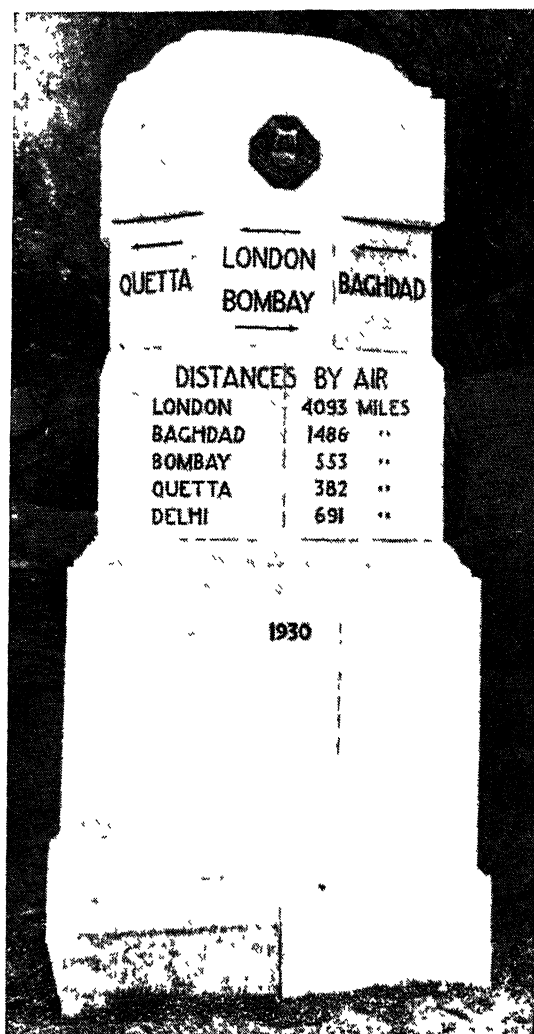 LONDON
QUETTA BOMBAY BAGHDAD
DISTANCES BY AIR
LONDON 4093 MILES
BAGHDAD 1486 "
BOMBAY 553 "
QUETTA 382 "
DELHI 691 "
1930